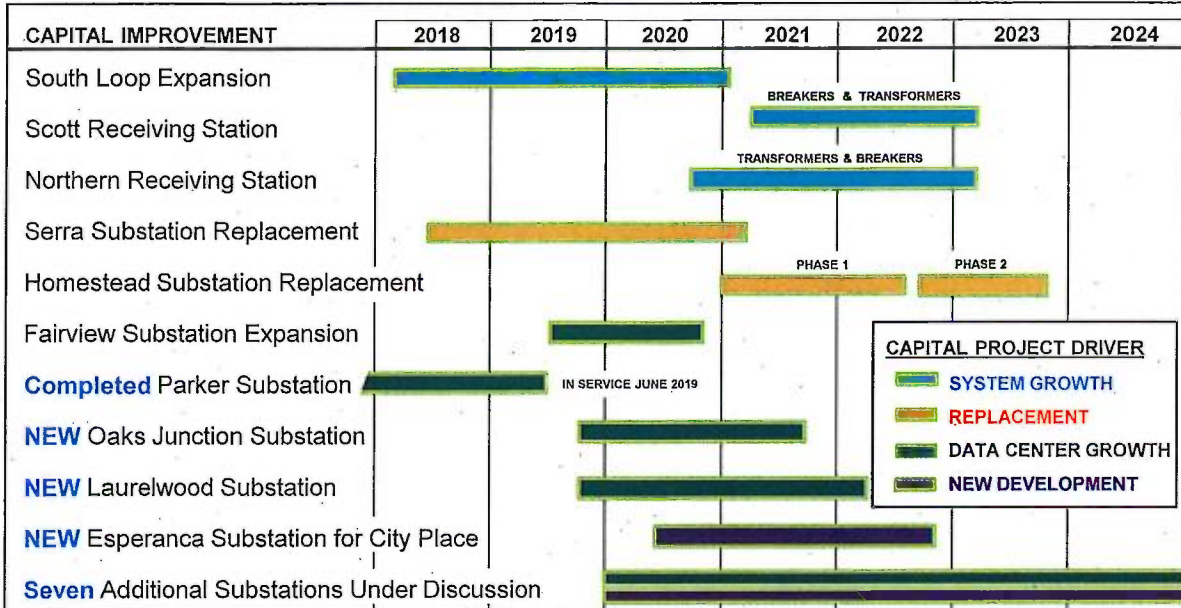 CAPITAL IMPROVEMENT 2018 2019 2020 2021 2022 2023 2024
South Loop Expansion
BREAKERS & TRANSFORMERS
Scott Receiving Station
TRANSFORMERS & BREAKERS
Northern Receiving Station
Serra Substation Replacement
PHASE 1 PHASE 2
Homestead Substation Replacement
Fairview Substation Expansion
Completed Parker Substation IN SERVICE JUNE 2019
NEW Oaks Junction Substation
NEW Laurelwood Substation
NEW Esperanca Substation for City Place
Seven Additional Substations Under Discussion
CAPITAL PROJECT DRIVER
SYSTEM GROWTH
REPLACEMENT
DATA CENTER GROWTH
NEW DEVELOPMENT